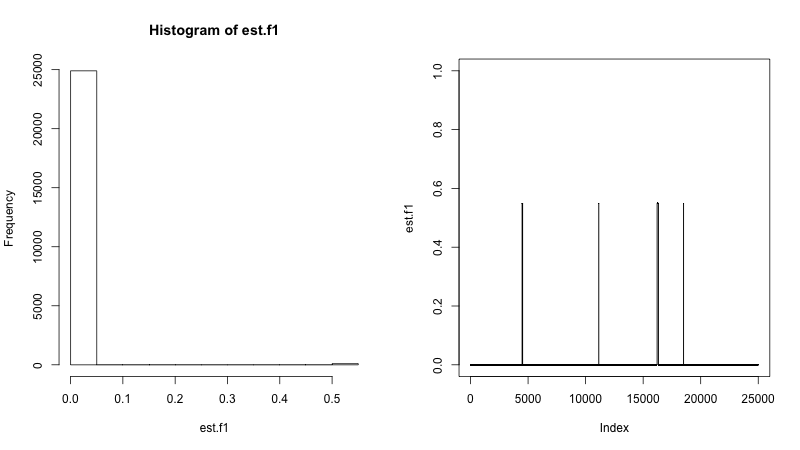 Histogram of est.f1
Frequency
25000
20000
15000
10000
5000
0
0.0 0.1 0.2 0.3 0.4 0.5
est.f1
est.f1
1.0
0.8
0.6
0.4
0.2
0.0
0 5000 10000 15000 20000 25000
Index